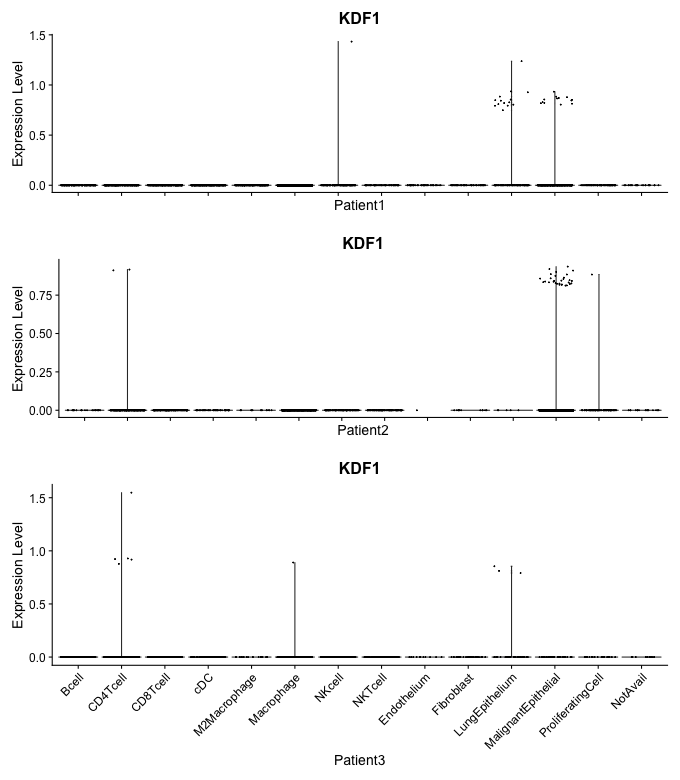 KDF1
Expression Level
1.5
1.0
0.5
0.0
Patient1
KDF1
Expression Level
0.75
0.50
0.25
0.00
Patient2
KDF1
Expression Level
1.5
1.0
0.5
0.0
Bcell
CD4Tcell
CD8Tcell
cDC
M2Macrophage
Macrophage
NKcell
NKTcell
Endothelium
Fibroblast
LungEpithelium
MalignantEpithelial
ProliferatingCell
NotAvail
Patient3